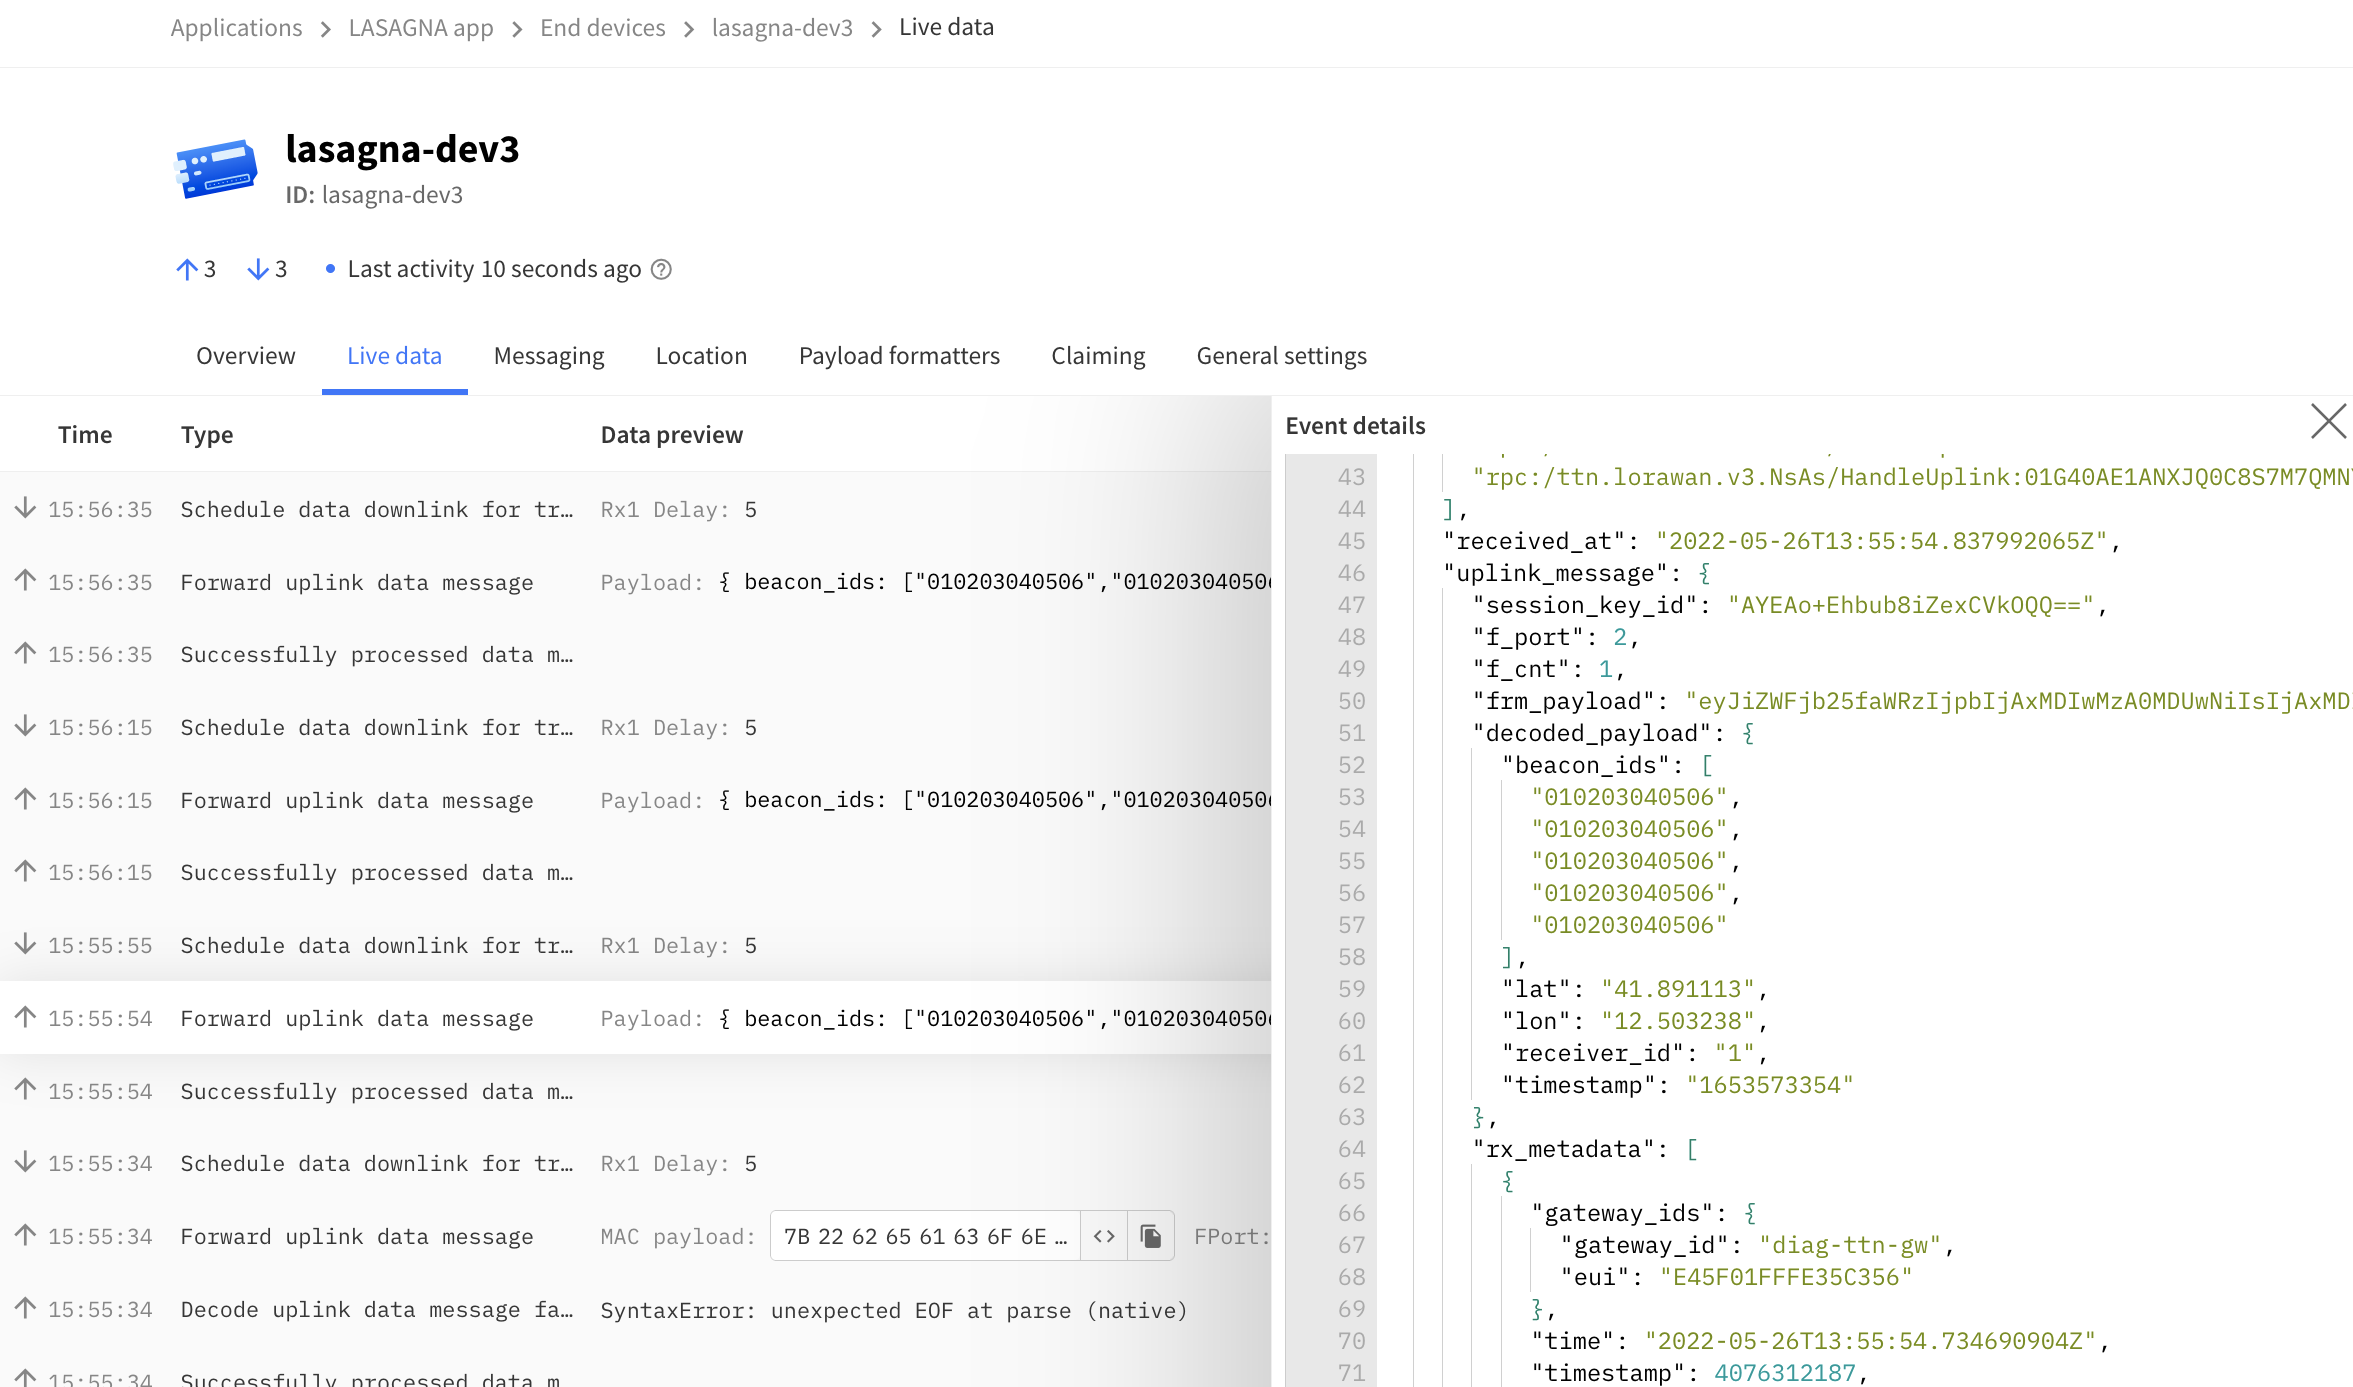 Applications > LASAGNA app > End devices > lasagna-dev3 > Live data
lasagna-dev3
ID: lasagna-dev3
↑ 3 ↓ 3 • Last activity 10 seconds ago ?
Overview Live data Messaging Location Payload formatters Claiming General settings
Time Type Data preview
↓ 15:56:35 Schedule data downlink for tr… Rx1 Delay: 5
↑ 15:56:35 Forward uplink data message Payload: { beacon_ids: ["010203040506","01020304050
↑ 15:56:35 Successfully processed data m…
↓ 15:56:15 Schedule data downlink for tr… Rx1 Delay: 5
↑ 15:56:15 Forward uplink data message Payload: { beacon_ids: ["010203040506","01020304050
↑ 15:56:15 Successfully processed data m…
↓ 15:55:55 Schedule data downlink for tr… Rx1 Delay: 5
↑ 15:55:54 Forward uplink data message Payload: { beacon_ids: ["010203040506","01020304050
↑ 15:55:54 Successfully processed data m…
↓ 15:55:34 Schedule data downlink for tr… Rx1 Delay: 5
↑ 15:55:34 Forward uplink data message MAC payload: 7B 22 62 65 61 63 6F 6E … <> FPort:
↑ 15:55:34 Decode uplink data message fa… SyntaxError: unexpected EOF at parse (native)
↑ 15:55:34 Successfully processed data m
Event details
43 "rpc:/ttn.lorawan.v3.NsAs/HandleUplink:01G40AE1ANXJQ0C8S7M7QMN
44 ],
45 "received_at": "2022-05-26T13:55:54.837992065Z",
46 "uplink_message": {
47 "session_key_id": "AYEAo+Ehbub8iZexCVkOQQ==",
48 "f_port": 2,
49 "f_cnt": 1,
50 "frm_payload": "eyJiZWFjb25faWRzIjpbIjAxMDIwMzA0MDUwNiIsIjAxMD
51 "decoded_payload": {
52 "beacon_ids": [
53 "010203040506",
54 "010203040506",
55 "010203040506",
56 "010203040506",
57 "010203040506"
58 ],
59 "lat": "41.891113",
60 "lon": "12.503238",
61 "receiver_id": "1",
62 "timestamp": "1653573354"
63 },
64 "rx_metadata": [
65 {
66 "gateway_ids": {
67 "gateway_id": "diag-ttn-gw",
68 "eui": "E45F01FFFE35C356"
69 },
70 "time": "2022-05-26T13:55:54.734690904Z",
71 "timestamp": 4076312187,